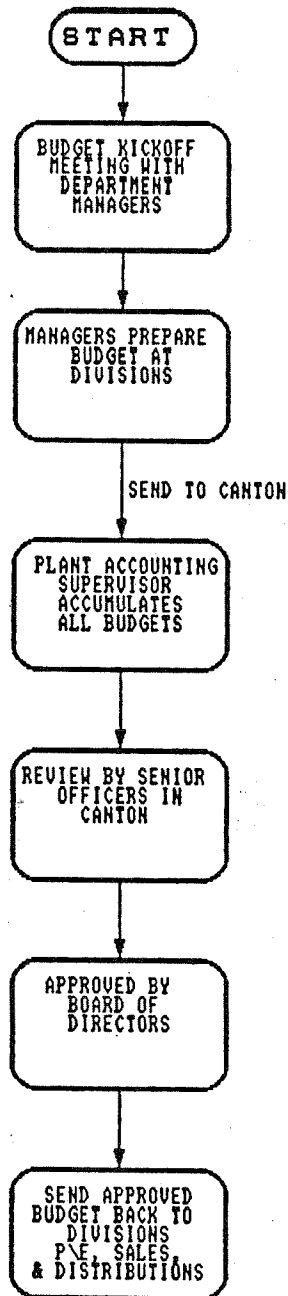 START
BUDGET KICKOFF
MEETING WITH
DEPARTMENT
MANAGERS
MANAGERS PREPARE
BUDGET AT
DIVISIONS
SEND TO CANTON
PLANT ACCOUNTING
SUPERVISOR
ACCUMULATES
ALL BUDGETS
REVIEW BY SENIOR
OFFICERS IN
CANTON
APPROVED BY
BOARD OF
DIRECTORS
SEND APPROVED
BUDGET BACK TO
DIVISIONS
P\E, SALES,
& DISTRIBUTIONS